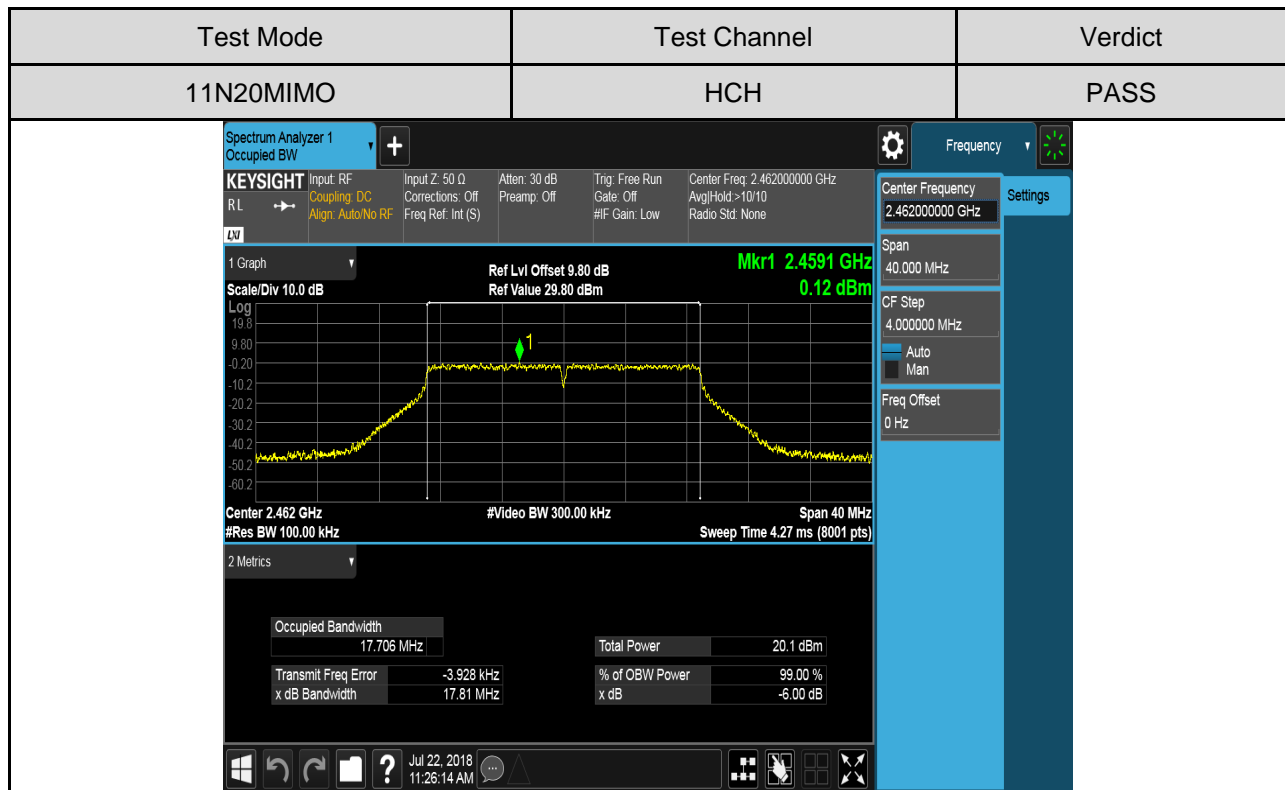 Test Mode Test Channel Verdict
11N20MIMO HCH PASS
Spectrum Analyzer 1
Occupied BW
+
Frequency
KEYSIGHT
RL
LXI
Input: RF
Coupling: DC
Align: Auto/No RF
Input Z: 50 Ω
Corrections: Off
Freq Ref: Int (S)
Atten: 30 dB
Preamp: Off
Trig: Free Run
Gate: Off
#IF Gain: Low
Center Freq: 2.462000000 GHz
Avg|Hold:>10/10
Radio Std: None
Center Frequency
2.462000000 GHz
Settings
Span
40.000 MHz
CF Step
4.000000 MHz
Auto
Man
Freq Offset
0 Hz
1 Graph
Scale/Div 10.0 dB
Ref Lvl Offset 9.80 dB
Ref Value 29.80 dBm
Mkr1 2.4591 GHz
0.12 dBm
Log
19.8
9.80
-0.20
-10.2
-20.2
-30.2
-40.2
-50.2
-60.2
1
Center 2.462 GHz #Video BW 300.00 kHz Span 40 MHz
#Res BW 100.00 kHz Sweep Time 4.27 ms (8001 pts)
2 Metrics
Occupied Bandwidth
17.706 MHz
Total Power 20.1 dBm
Transmit Freq Error -3.928 kHz % of OBW Power 99.00 %
x dB Bandwidth 17.81 MHz x dB -6.00 dB
?
Jul 22, 2018
11:26:14 AM